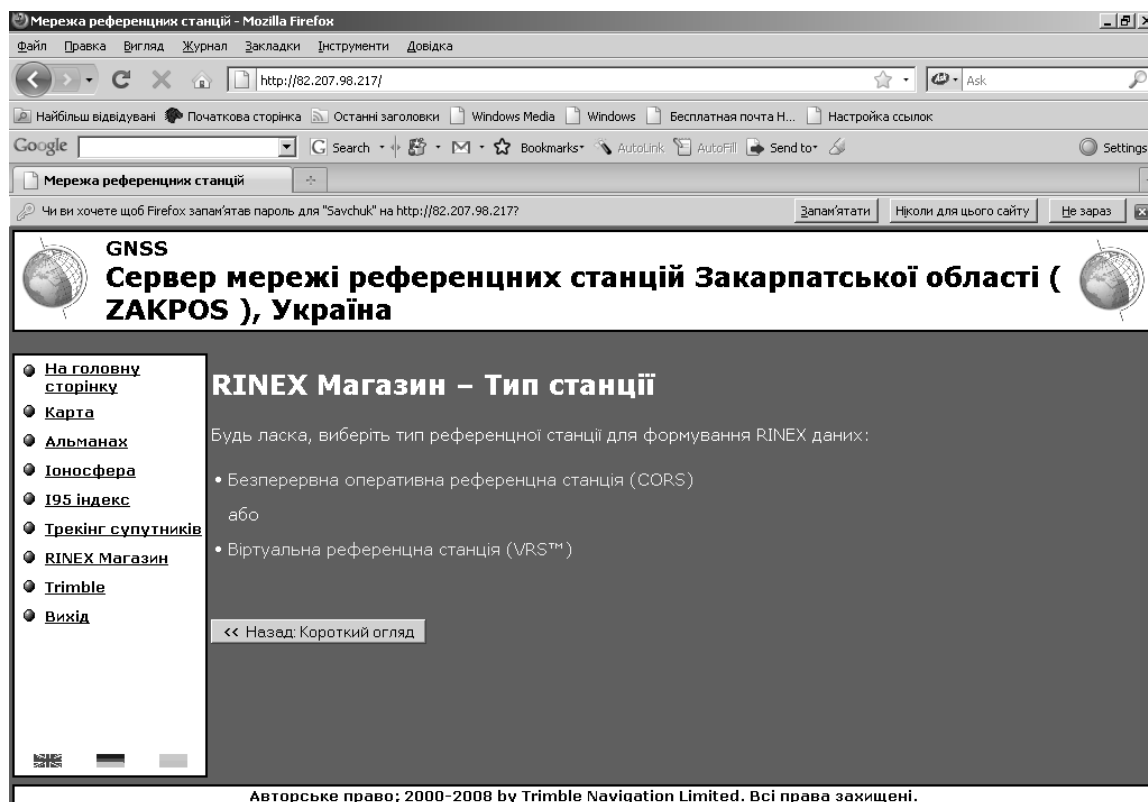 Мережа референцних станцій - Mozilla Firefox
Файл Правка Вигляд Журнал Закладки Інструменти Довідка
http://82.207.98.217/
Ask
Найбільш відвідувані Початкова сторінка Останні заголовки Windows Media Windows Бесплатная почта H... Настройка ссылок
Google Search Bookmarks AutoLink AutoFill Send to Settings
Мережа референцних станцій
Чи ви хочете щоб Firefox запам'ятав пароль для "Savchuk" на http://82.207.98.217? Запам'ятати Ніколи для цього сайту Не зараз
GNSS
Сервер мережі референцних станцій Закарпатської області (
ZAKPOS ), Україна
На головну
сторінку
Карта
Альманах
Іоносфера
I95 індекс
Трекінг супутників
RINEX Магазин
Trimble
Вихід
RINEX Магазин – Тип станції
Будь ласка, виберіть тип референцної станції для формування RINEX даних:
• Безперервна оперативна референцна станція (CORS)
або
• Віртуальна референцна станція (VRS™)
<< Назад: Короткий огляд
Авторське право; 2000-2008 by Trimble Navigation Limited. Всі права захищені.